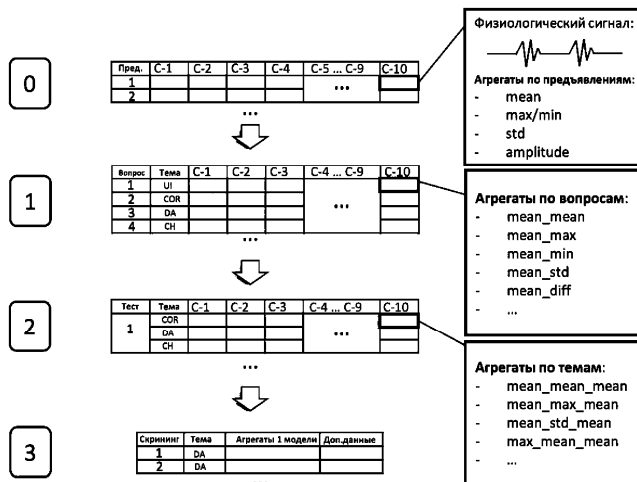 Физиологический сигнал:
0
Пред. C-1 C-2 C-3 C-4 C-5 ... C-9 C-10
1
2
...
...
Агрегаты по предъявлениям:
- mean
- max/min
- std
- amplitude
1
Вопрос Тема C-1 C-2 C-3 C-4 ... C-9 C-10
1 UI
2 COR
3 DA
4 CH
...
...
Агрегаты по вопросам:
- mean_mean
- mean_max
- mean_min
- mean_std
- mean_diff
- ...
2
Тест Тема C-1 C-2 C-3 C-4 ... C-9 C-10
1 COR
DA
CH
...
...
Агрегаты по темам:
- mean_mean_mean
- mean_max_mean
- mean_std_mean
- max_mean_mean
- ...
3
Скрининг Тема Агрегаты 1 модели Доп.данные
1 DA
2 DA
...